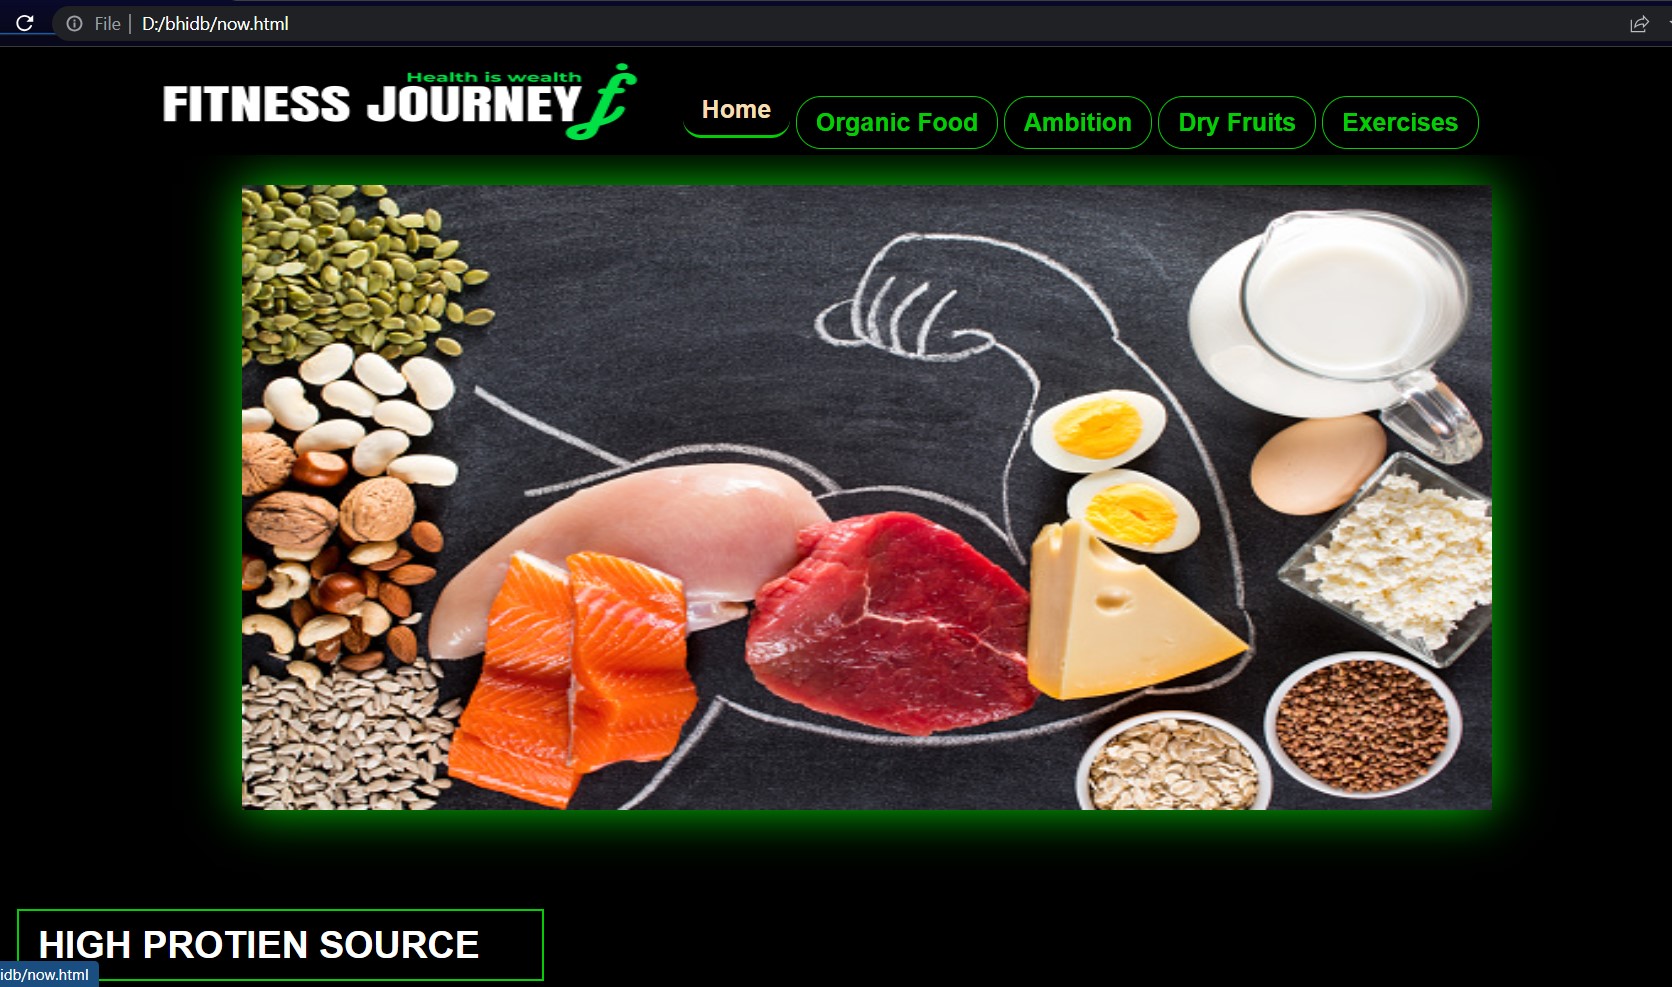 File | D:/bhidb/now.html
Health is wealth
FITNESS JOURNEY
Home
Organic Food
Ambition
Dry Fruits
Exercises
HIGH PROTIEN SOURCE
idb/now.html